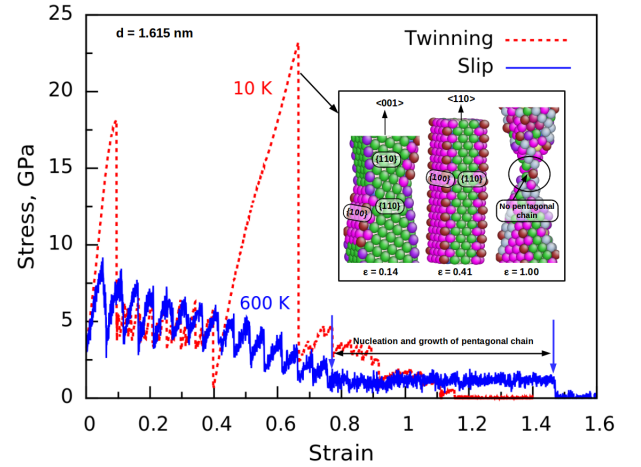 d = 1.615 nm
Twinning
Slip
10 K
600 K
<001>
<110>
{110}
{100}
{110}
{100}
{110}
No pentagonal
chain
ε = 0.14
ε = 0.41
ε = 1.00
Nucleation and growth of pentagonal chain
Stress, GPa
25
20
15
10
5
0
0
0.2
0.4
0.6
0.8
1
1.2
1.4
1.6
Strain